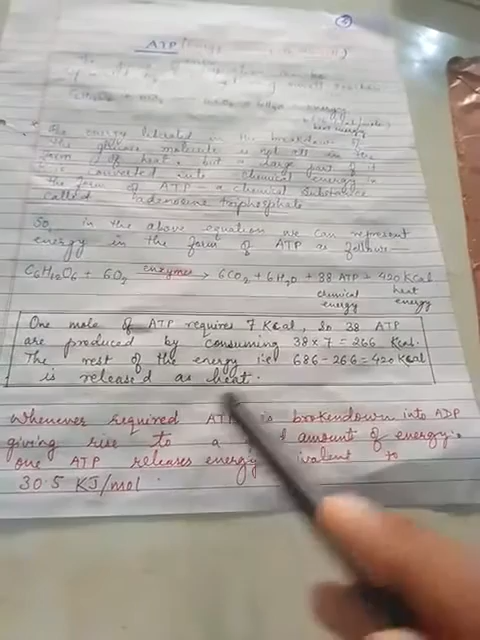 ATP
energy
heat energy
The energy liberated in the breakdown of
the glucose molecule is not all in the
form of heat, but a large part of it
is converted into chemical energy in
the form of ATP - a chemical substance
called adenosine triphosphate
So, in the above equation we can represent
energy in the form of ATP as follows
C6H12O6 + 6O2 enzymes → 6CO2 + 6H2O + 38 ATP + 420 KCal
chemical energy
heat energy
One mole of ATP requires 7 Kcal, So 38 ATP
are produced by consuming 38×7 = 266 Kcal.
The rest of the energy i.e 686-266=420 Kcal
is released as heat.
Whenever required ATP is brokendown into ADP
giving rise to a amount of energy.
one ATP releases energy to
30.5 KJ/mol